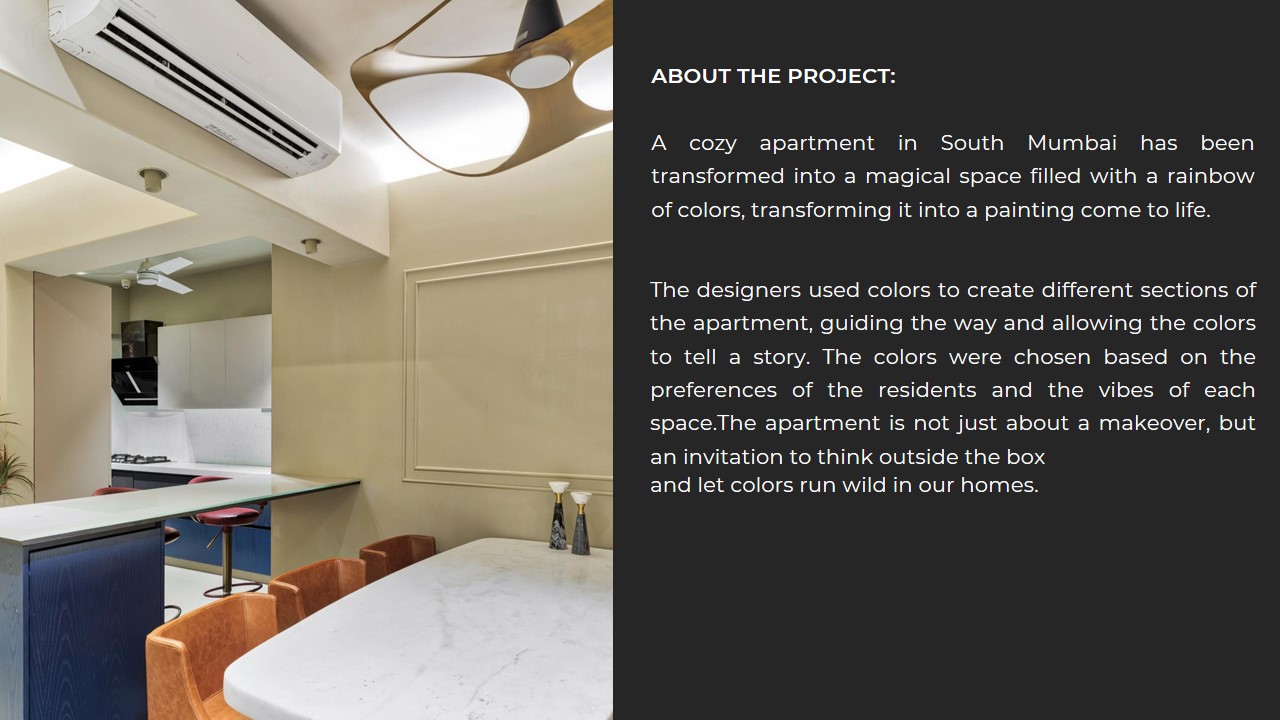 ABOUT THE PROJECT:
A cozy apartment in South Mumbai has been
transformed into a magical space filled with a rainbow
of colors, transforming it into a painting come to life.
The designers used colors to create different sections of
the apartment, guiding the way and allowing the colors
to tell a story. The colors were chosen based on the
preferences of the residents and the vibes of each
space.The apartment is not just about a makeover, but
an invitation to think outside the box
and let colors run wild in our homes.